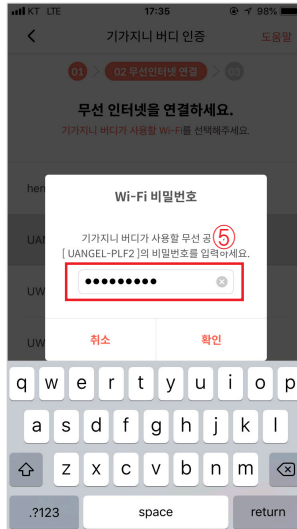 KT LTE 17:35 98%
기가지니 버디 인증 도움말
01 > 02 무선인터넷 연결 > 03
무선 인터넷을 연결하세요.
기가지니 버디가 사용할 Wi-Fi를 선택해주세요.
hen
Wi-Fi 비밀번호
UAN
기가지니 버디가 사용할 무선 공 ⑤
[ UANGEL-PLF2 ]의 비밀번호를 입력하세요.
UW
●●●●●●●●●
UW
취소 확인
q w e r t y u i o p
a s d f g h j k l
z x c v b n m
.?123 space return